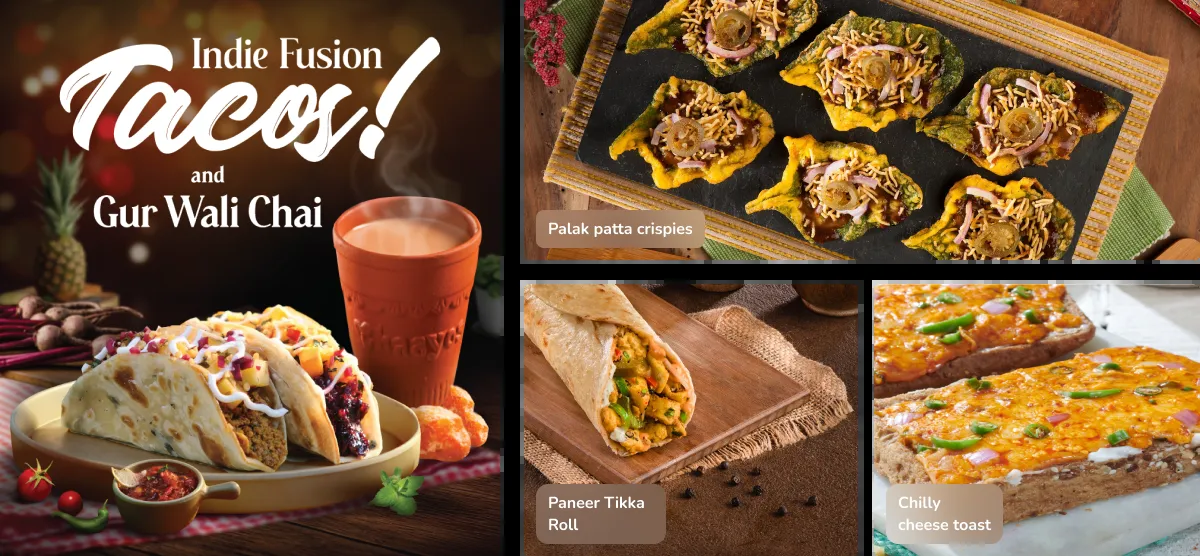 Indie Fusion
Tacos!
and
Gur Wali Chai
Palak patta crispies
Paneer Tikka
Roll
Chilly
cheese toast